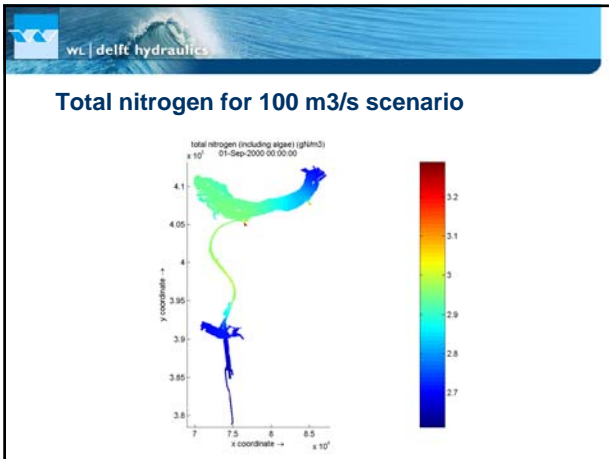 WL | delft hydraulics
Total nitrogen for 100 m3/s scenario
total nitrogen (including algae) (gN/m3)
01-Sep-2000 00:00:00
x 10⁵
4.1
4.05
4
3.95
3.9
3.85
3.8
y coordinate →
7 7.5 8 8.5
x coordinate →
x 10⁴
3.2
3.1
3
2.9
2.8
2.7